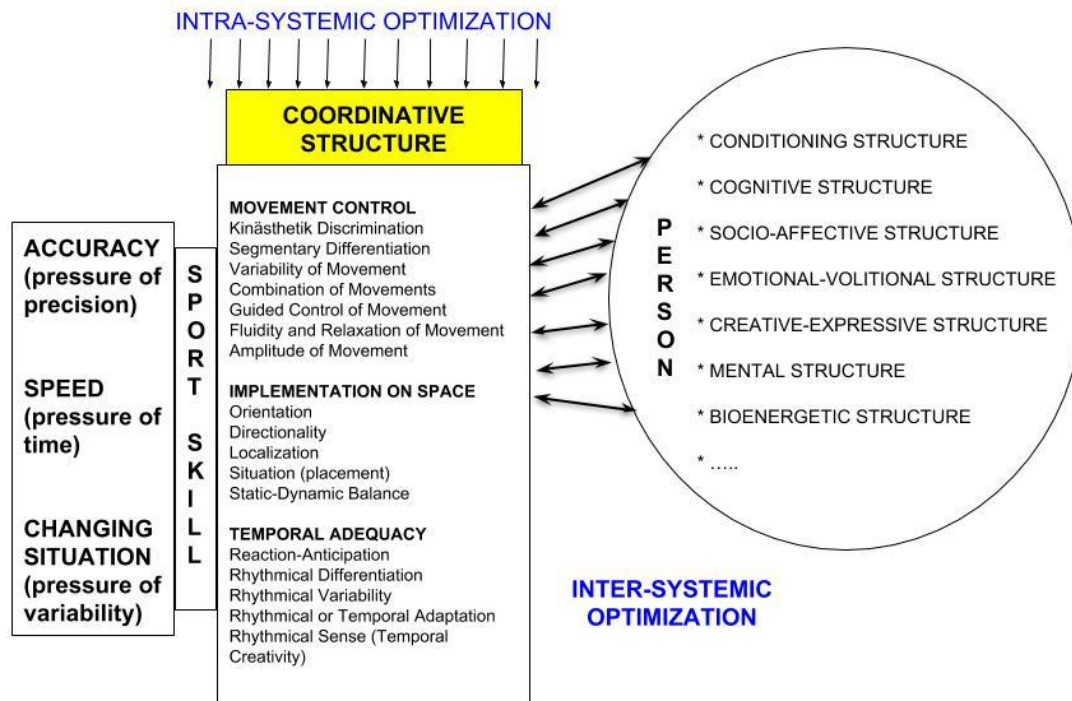 INTRA-SYSTEMIC OPTIMIZATION
COORDINATIVE
STRUCTURE
ACCURACY
(pressure of
precision)
SPEED
(pressure of
time)
CHANGING
SITUATION
(pressure of
variability)
SPORT SKILL
MOVEMENT CONTROL
Kinästhetik Discrimination
Segmentary Differentiation
Variability of Movement
Combination of Movements
Guided Control of Movement
Fluidity and Relaxation of Movement
Amplitude of Movement
IMPLEMENTATION ON SPACE
Orientation
Directionality
Localization
Situation (placement)
Static-Dynamic Balance
TEMPORAL ADEQUACY
Reaction-Anticipation
Rhythmical Differentiation
Rhythmical Variability
Rhythmical or Temporal Adaptation
Rhythmical Sense (Temporal
Creativity)
PERSON
* CONDITIONING STRUCTURE
* COGNITIVE STRUCTURE
* SOCIO-AFFECTIVE STRUCTURE
* EMOTIONAL-VOLITIONAL STRUCTURE
* CREATIVE-EXPRESSIVE STRUCTURE
* MENTAL STRUCTURE
* BIOENERGETIC STRUCTURE
* .....
INTER-SYSTEMIC
OPTIMIZATION